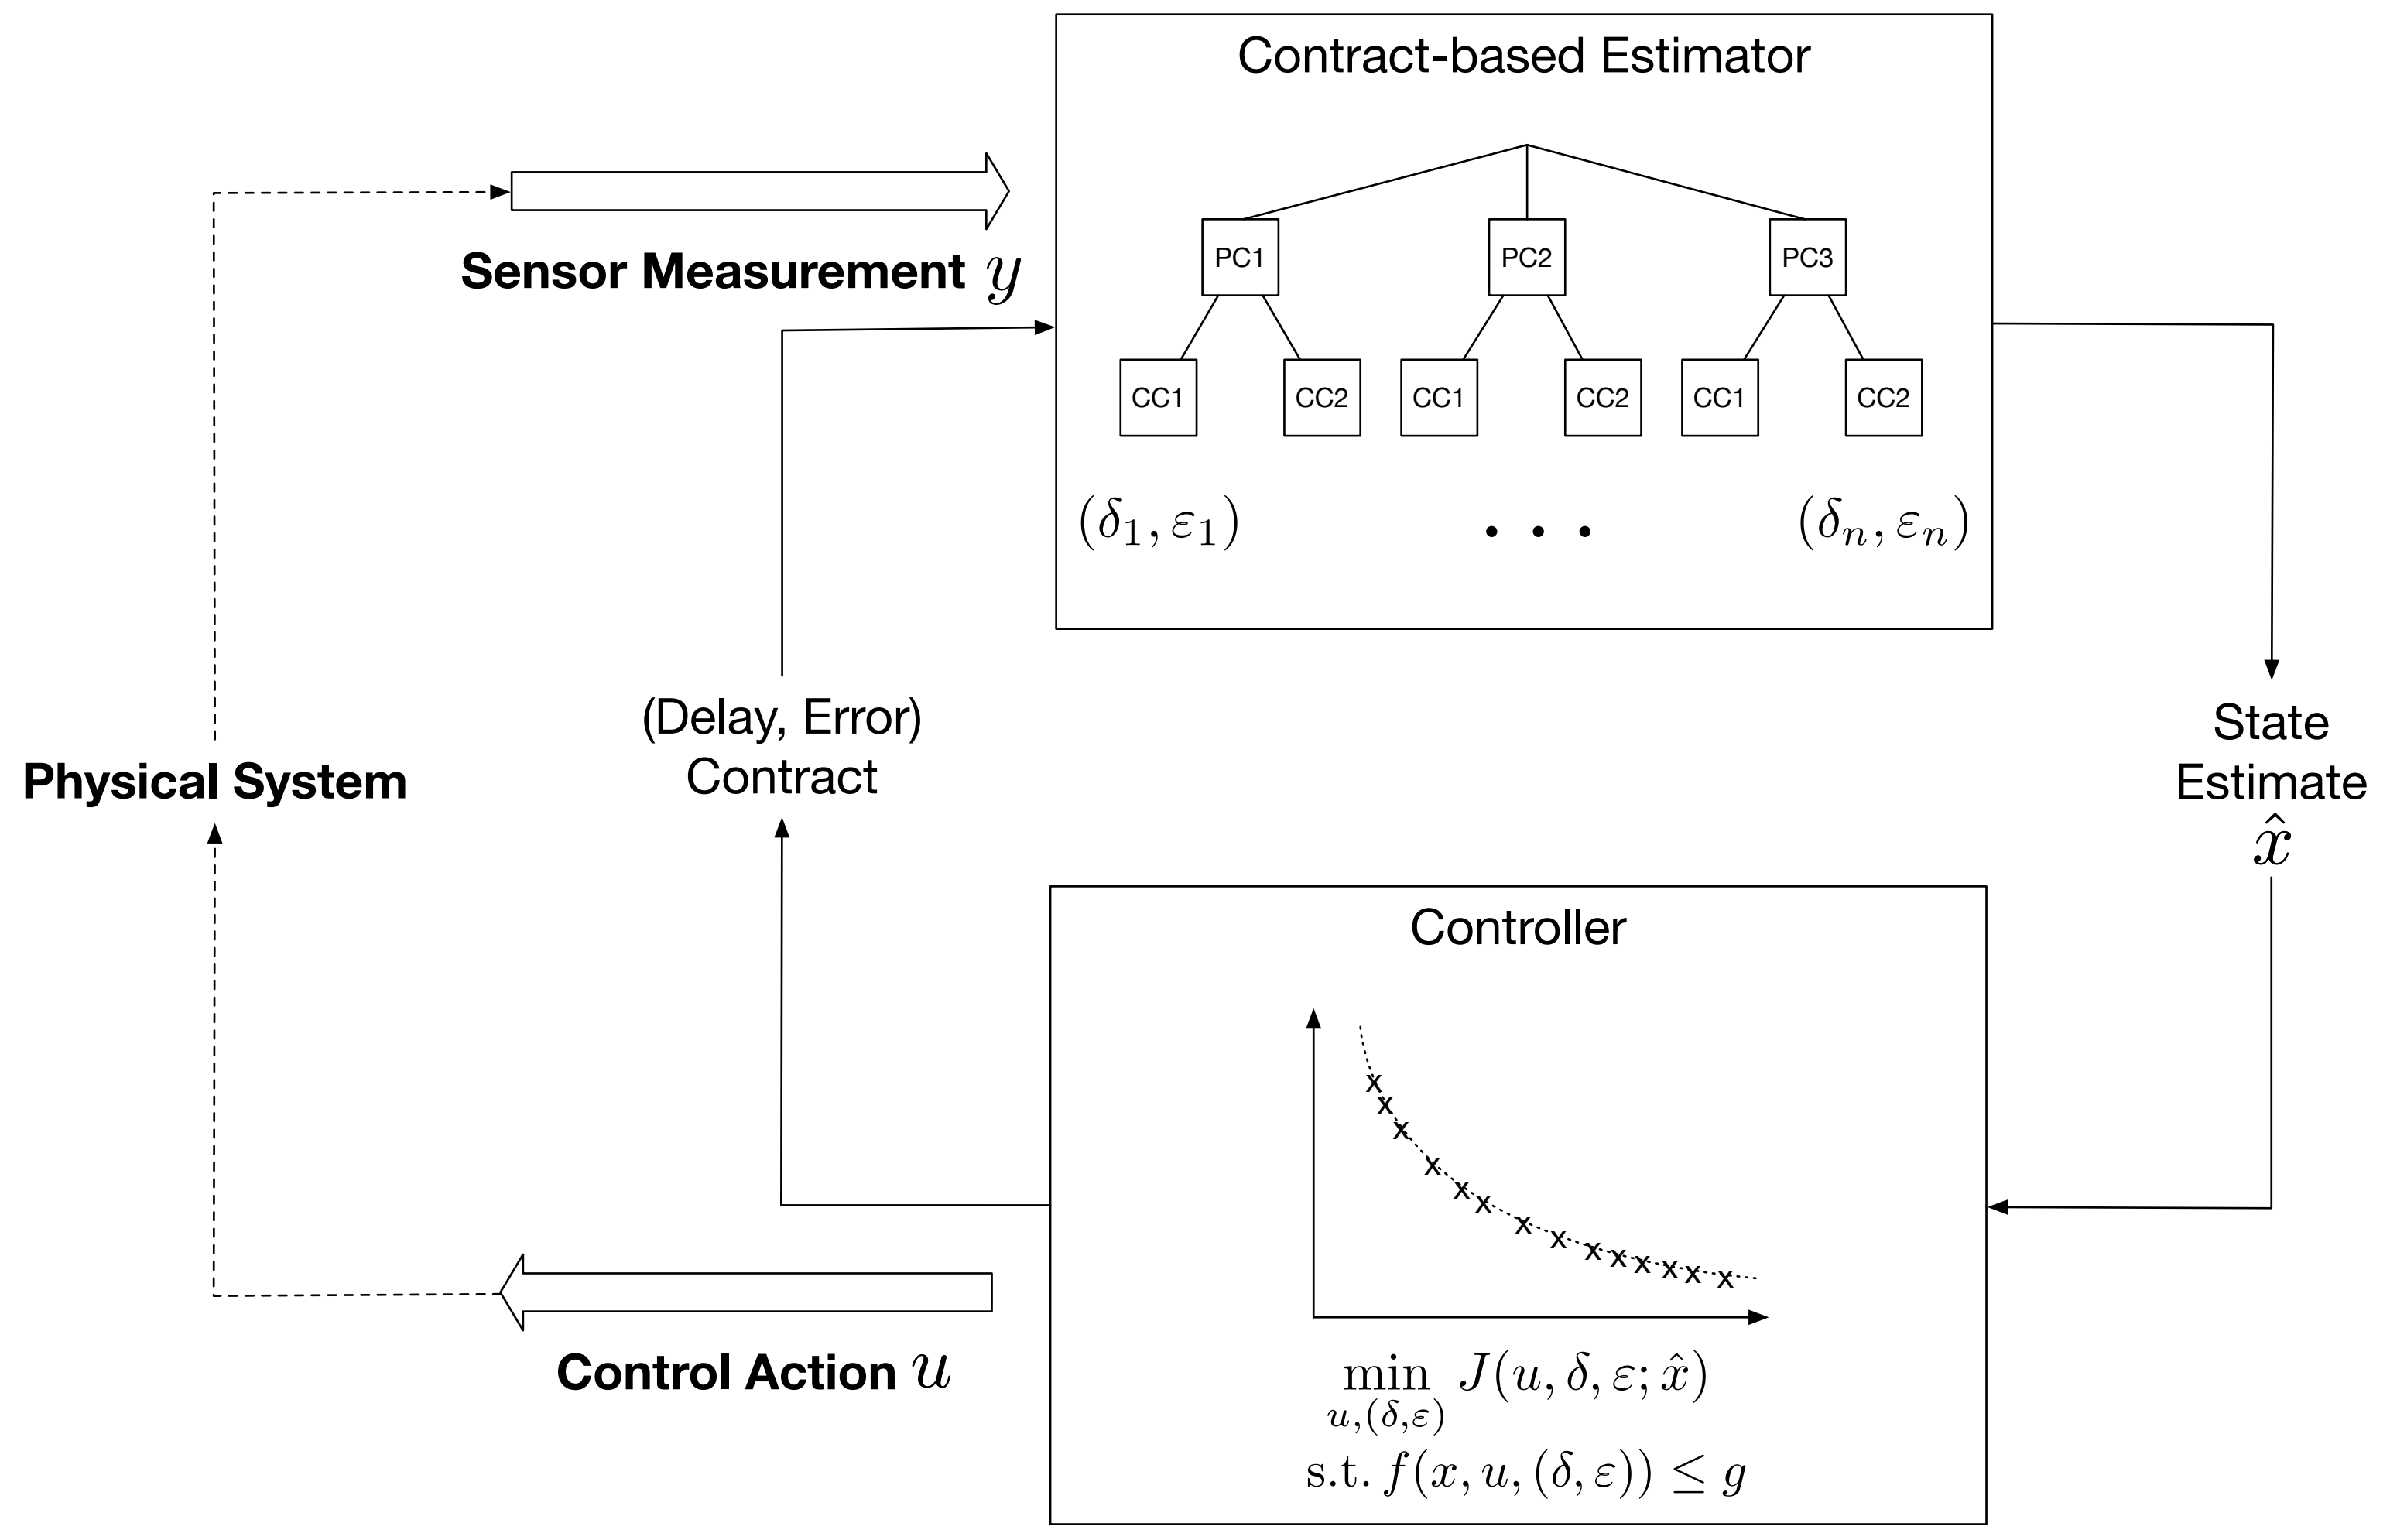 Contract-based Estimator
Sensor Measurement y
PC1 PC2 PC3
CC1 CC2 CC1 CC2 CC1 CC2
(δ₁, ε₁) • • • (δₙ, εₙ)
(Delay, Error)
Contract
Physical System
State
Estimate
x̂
Controller
x x x x x x x x x x x x x x
Control Action u
min J(u, δ, ε; x̂)
u,(δ,ε)
s.t. f(x, u, (δ, ε)) ≤ g